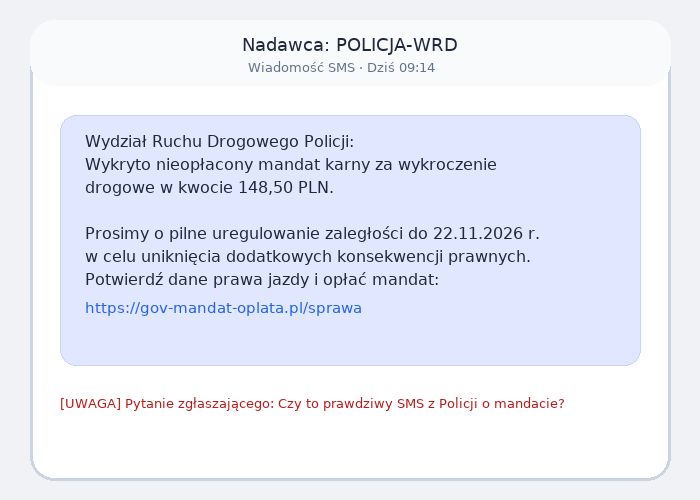 Nadawca: POLICJA-WRD
Wiadomość SMS · Dziś 09:14
Wydział Ruchu Drogowego Policji:
Wykryto nieopłacony mandat karny za wykroczenie
drogowe w kwocie 148,50 PLN.
Prosimy o pilne uregulowanie zaległości do 22.11.2026 r.
w celu uniknięcia dodatkowych konsekwencji prawnych.
Potwierdź dane prawa jazdy i opłać mandat:
https://gov-mandat-oplata.pl/sprawa
[UWAGA] Pytanie zgłaszającego: Czy to prawdziwy SMS z Policji o mandacie?